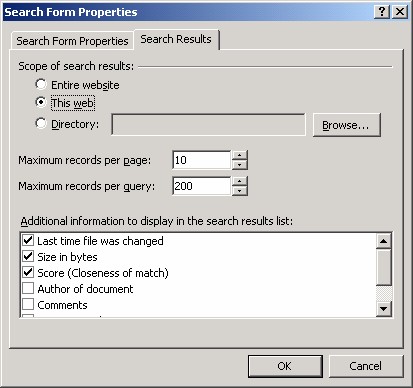 Search Form Properties
Search Form Properties Search Results
Scope of search results:
Entire website
This web
Directory: Browse...
Maximum records per page: 10
Maximum records per query: 200
Additional information to display in the search results list:
Last time file was changed
Size in bytes
Score (Closeness of match)
Author of document
Comments
OK Cancel